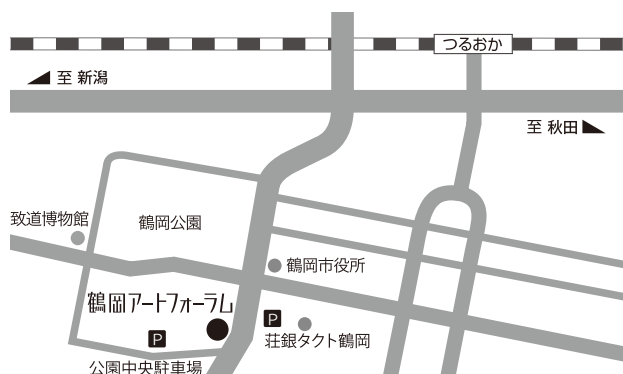 つるおか
至 新潟
至 秋田
致道博物館
鶴岡公園
鶴岡市役所
鶴岡アートフォーラム
P
P
荘銀タクト鶴岡
公園中央駐車場